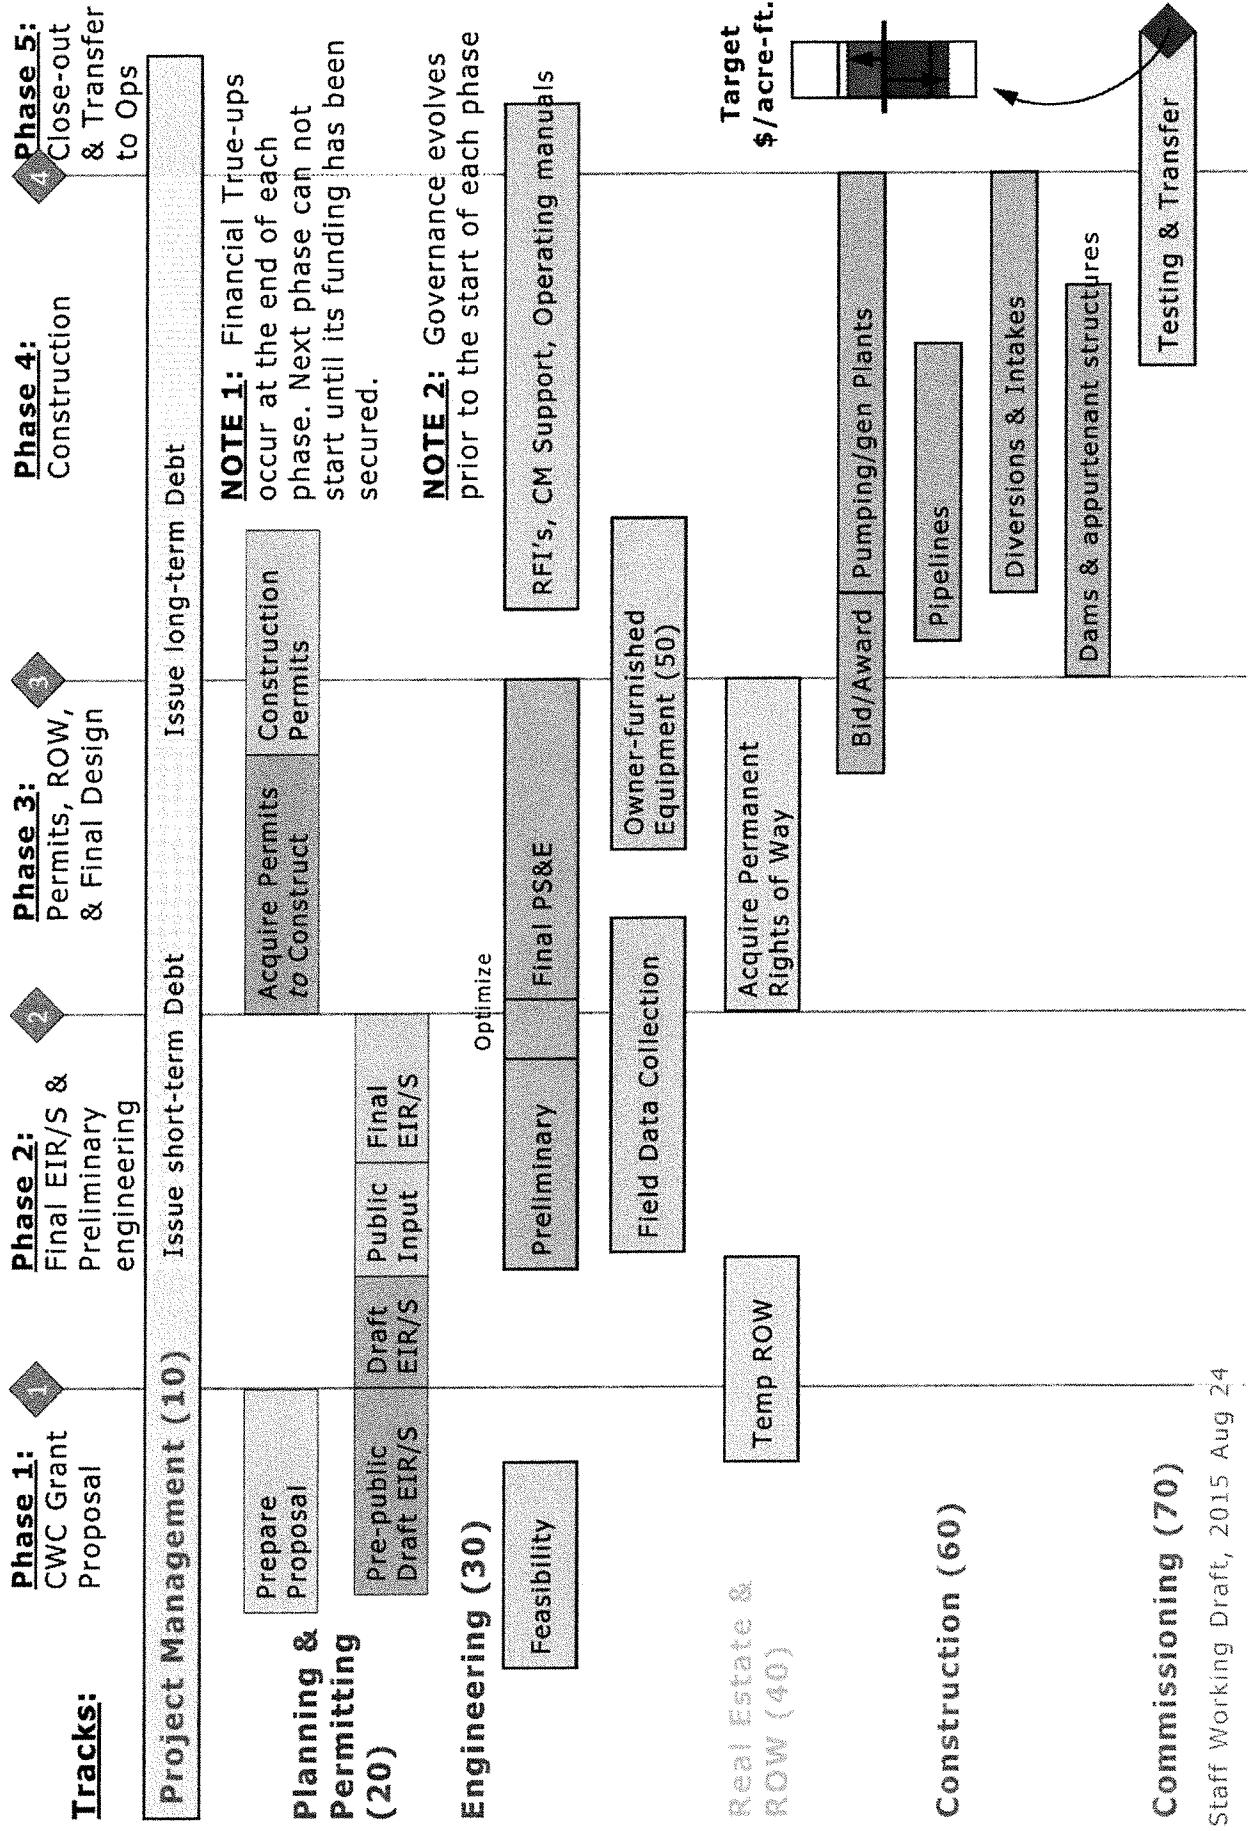 Tracks:
Phase 1:
CWC Grant
Proposal
1
Phase 2:
Final EIR/S &
Preliminary
engineering
2
Phase 3:
Permits, ROW,
& Final Design
3
Phase 4:
Construction
4
Phase 5:
Close-out
& Transfer
to Ops
Project Management (10)
Issue short-term Debt
Issue long-term Debt
Planning &
Permitting
(20)
Prepare
Proposal
Acquire Permits
to Construct
Construction
Permits
Pre-public
Draft EIR/S
Draft
EIR/S
Public
Input
Final
EIR/S
NOTE 1: Financial True-ups
occur at the end of each
phase. Next phase can not
start until its funding has been
secured.
NOTE 2: Governance evolves
prior to the start of each phase
Engineering (30)
Feasibility
Preliminary
Optimize
Final PS&E
RFI's, CM Support, Operating manuals
Field Data Collection
Owner-furnished
Equipment (50)
Real Estate &
ROW (40)
Temp ROW
Acquire Permanent
Rights of Way
Target
$/acre-ft.
Construction (60)
Bid/Award
Pumping/gen Plants
Pipelines
Diversions & Intakes
Dams & appurtenant structures
Commissioning (70)
Testing & Transfer
Staff Working Draft, 2015 Aug 24